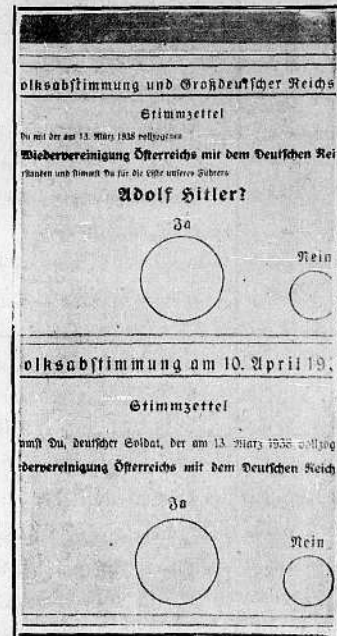 olksabstimmung und Großdeutscher Reichs
Stimmzettel
Du mit der am 13. März 1938 vollzogenen
Wiedervereinigung Österreichs mit dem Deutschen Rei
rstanden und stimmst Du für die Liste unseres Führers
Adolf Hitler?
Ja
Nein
olksabstimmung am 10. April 19
Stimmzettel
mmst Du, deutscher Soldat, der am 13. März 1938 vollzog
dervereinigung Österreichs mit dem Deutschen Reich
Ja
Nein